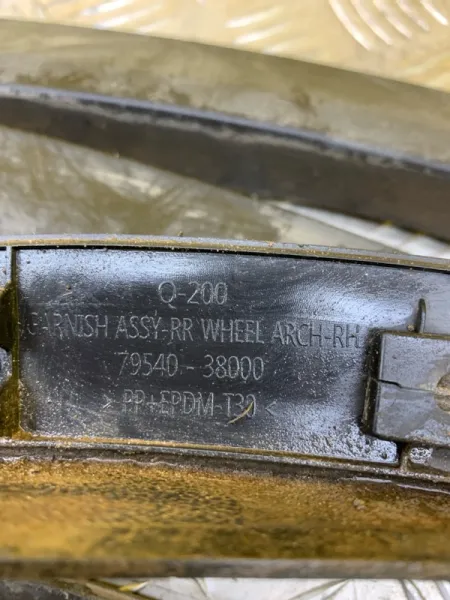 Q-200
GARNISH ASSY-RR WHEEL ARCH-RH
79540-38000
> PP+EPDM-T30 <